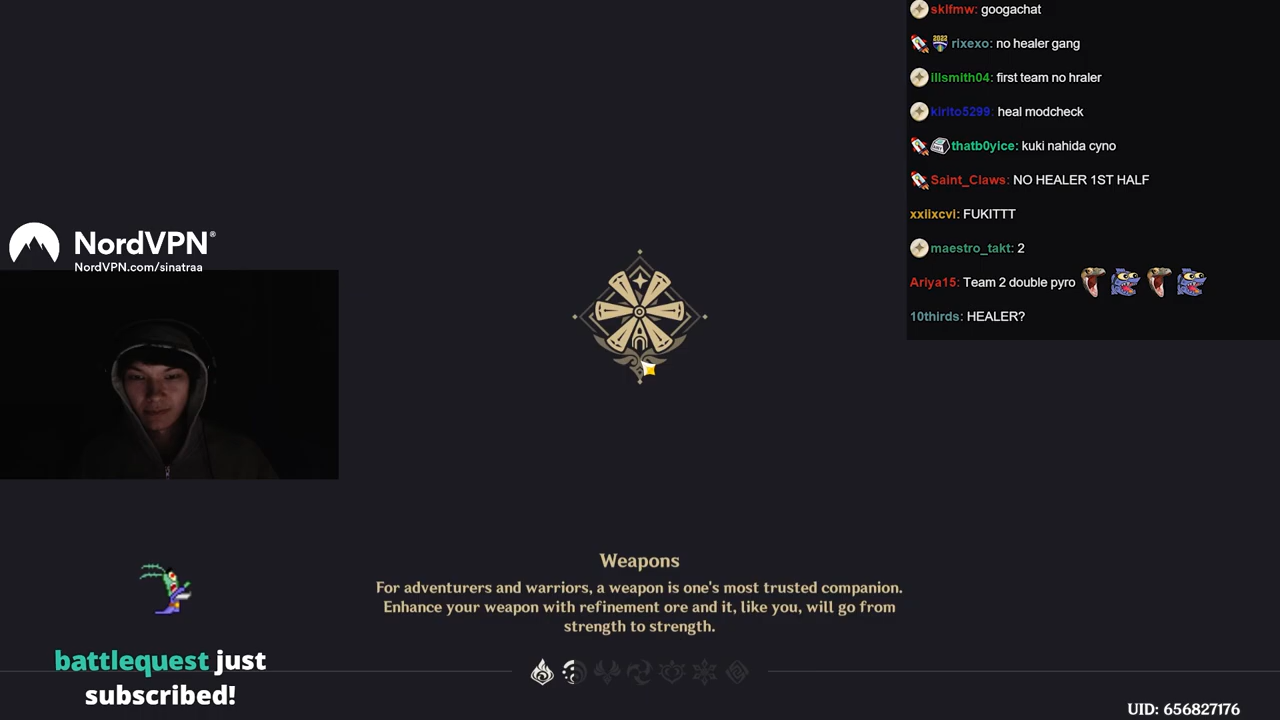 skifmw: googachat
rixexo: no healer gang
illsmith04: first team no hraler
kirito5299: heal modcheck
thatb0yice: kuki nahida cyno
Saint_Claws: NO HEALER 1ST HALF
xxlixcvi: FUKITTT
maestro_takt: 2
Ariya15: Team 2 double pyro
10thirds: HEALER?
NordVPN®
NordVPN.com/sinatraa
Weapons
For adventurers and warriors, a weapon is one's most trusted companion.
Enhance your weapon with refinement ore and it, like you, will go from
strength to strength.
battlequest just
subscribed!
UID: 656827176